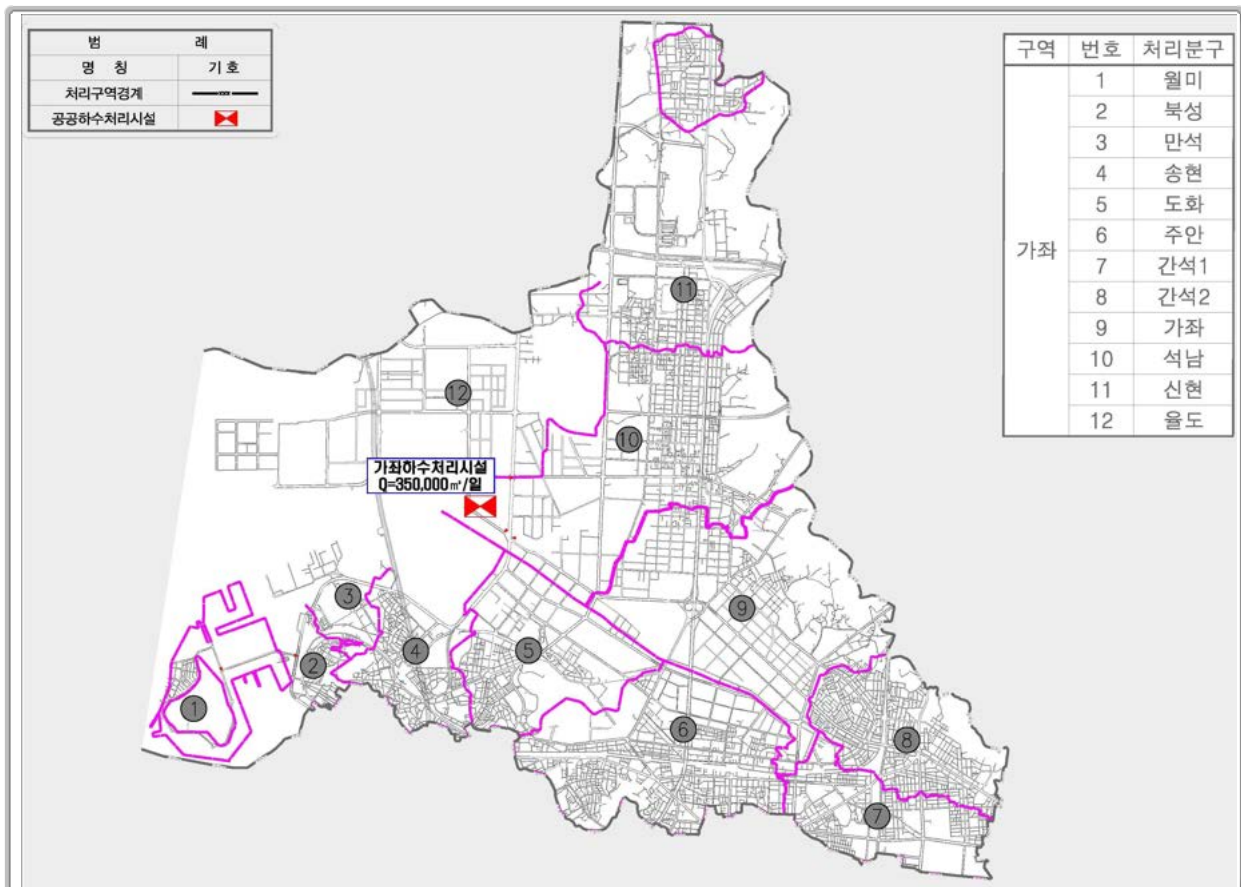 범 례
명 칭 기 호
처리구역경계
공공하수처리시설
구역 번호 처리분구
가좌
1 월미
2 북성
3 만석
4 송현
5 도화
6 주안
7 간석1
8 간석2
9 가좌
10 석남
11 신현
12 율도
11
12
10
가좌하수처리시설
Q=350,000㎥/일
3
9
4
5
2
1
6
8
7